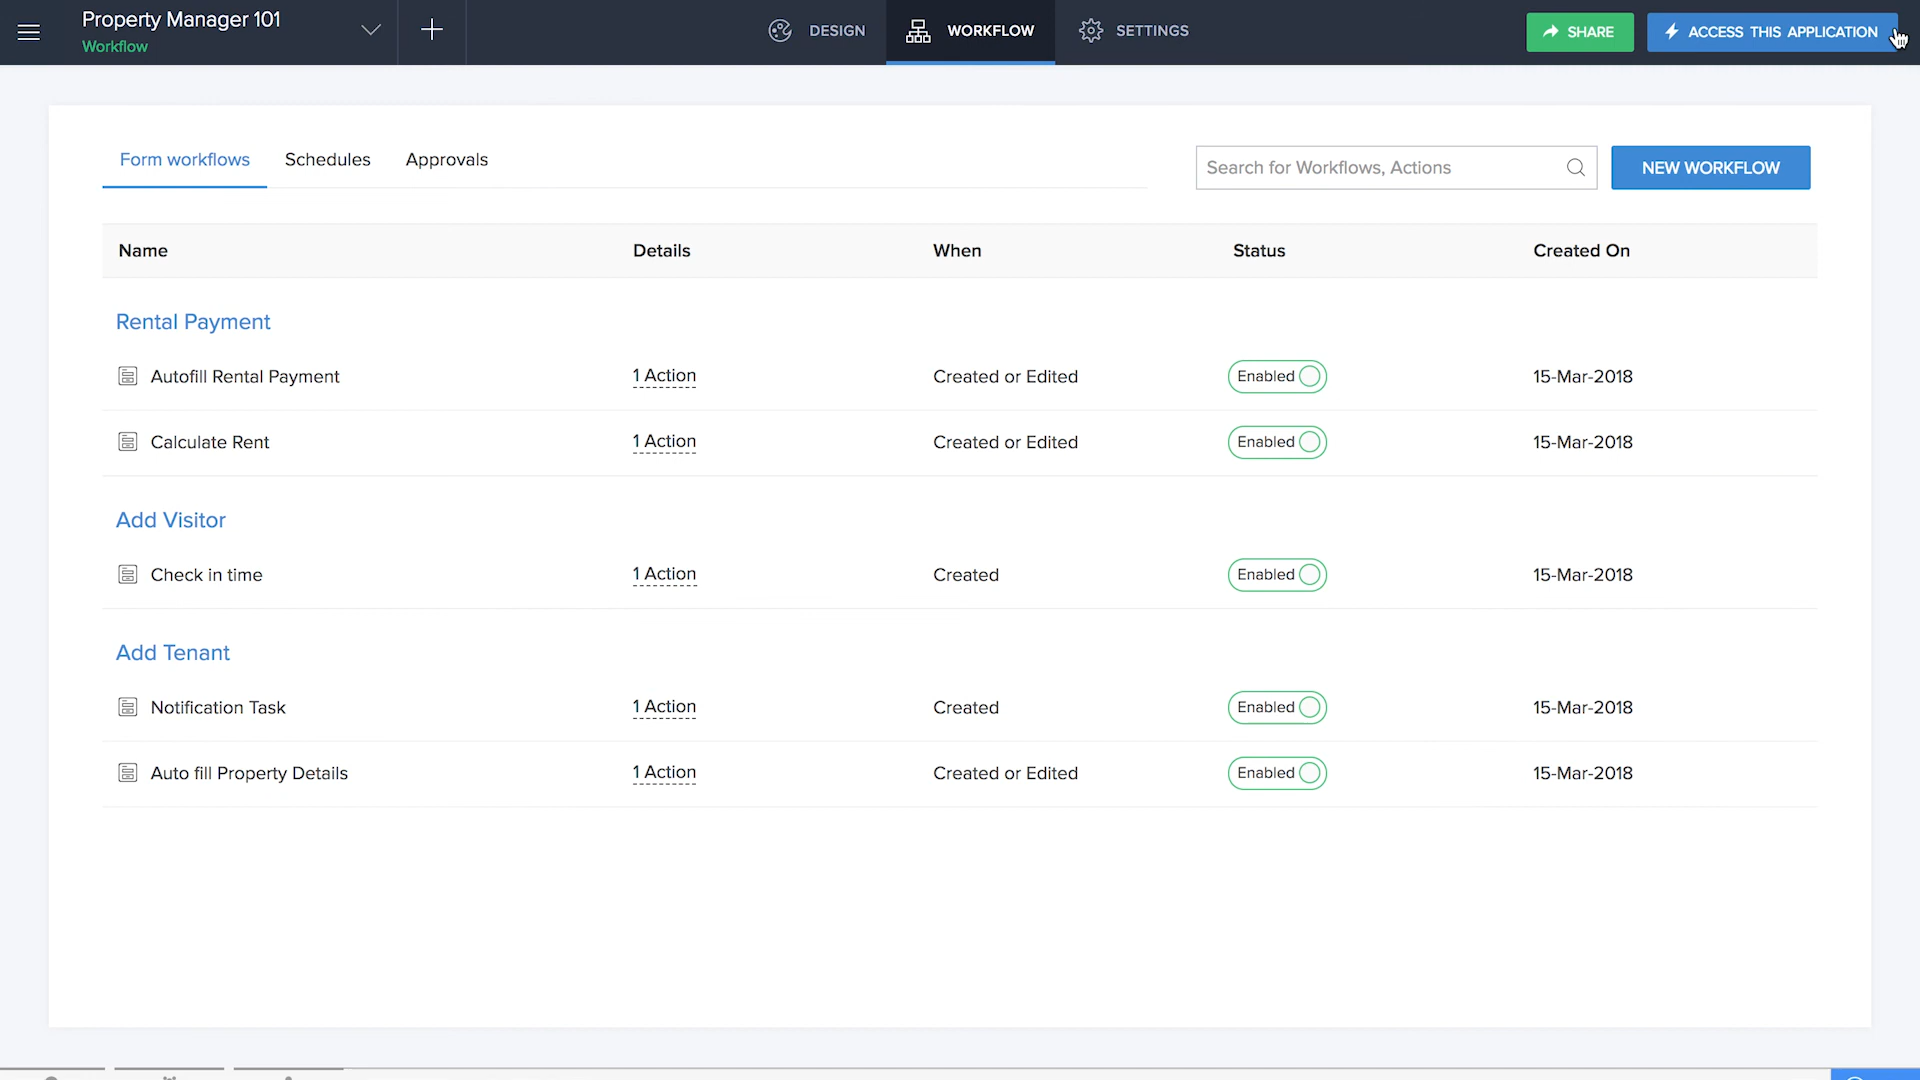 Property Manager 101
Workflow
DESIGN
WORKFLOW
SETTINGS
SHARE
ACCESS THIS APPLICATION
Form workflows
Schedules
Approvals
Search for Workflows, Actions
NEW WORKFLOW
Name Details When Status Created On
Rental Payment
Autofill Rental Payment 1 Action Created or Edited Enabled 15-Mar-2018
Calculate Rent 1 Action Created or Edited Enabled 15-Mar-2018
Add Visitor
Check in time 1 Action Created Enabled 15-Mar-2018
Add Tenant
Notification Task 1 Action Created Enabled 15-Mar-2018
Auto fill Property Details 1 Action Created or Edited Enabled 15-Mar-2018